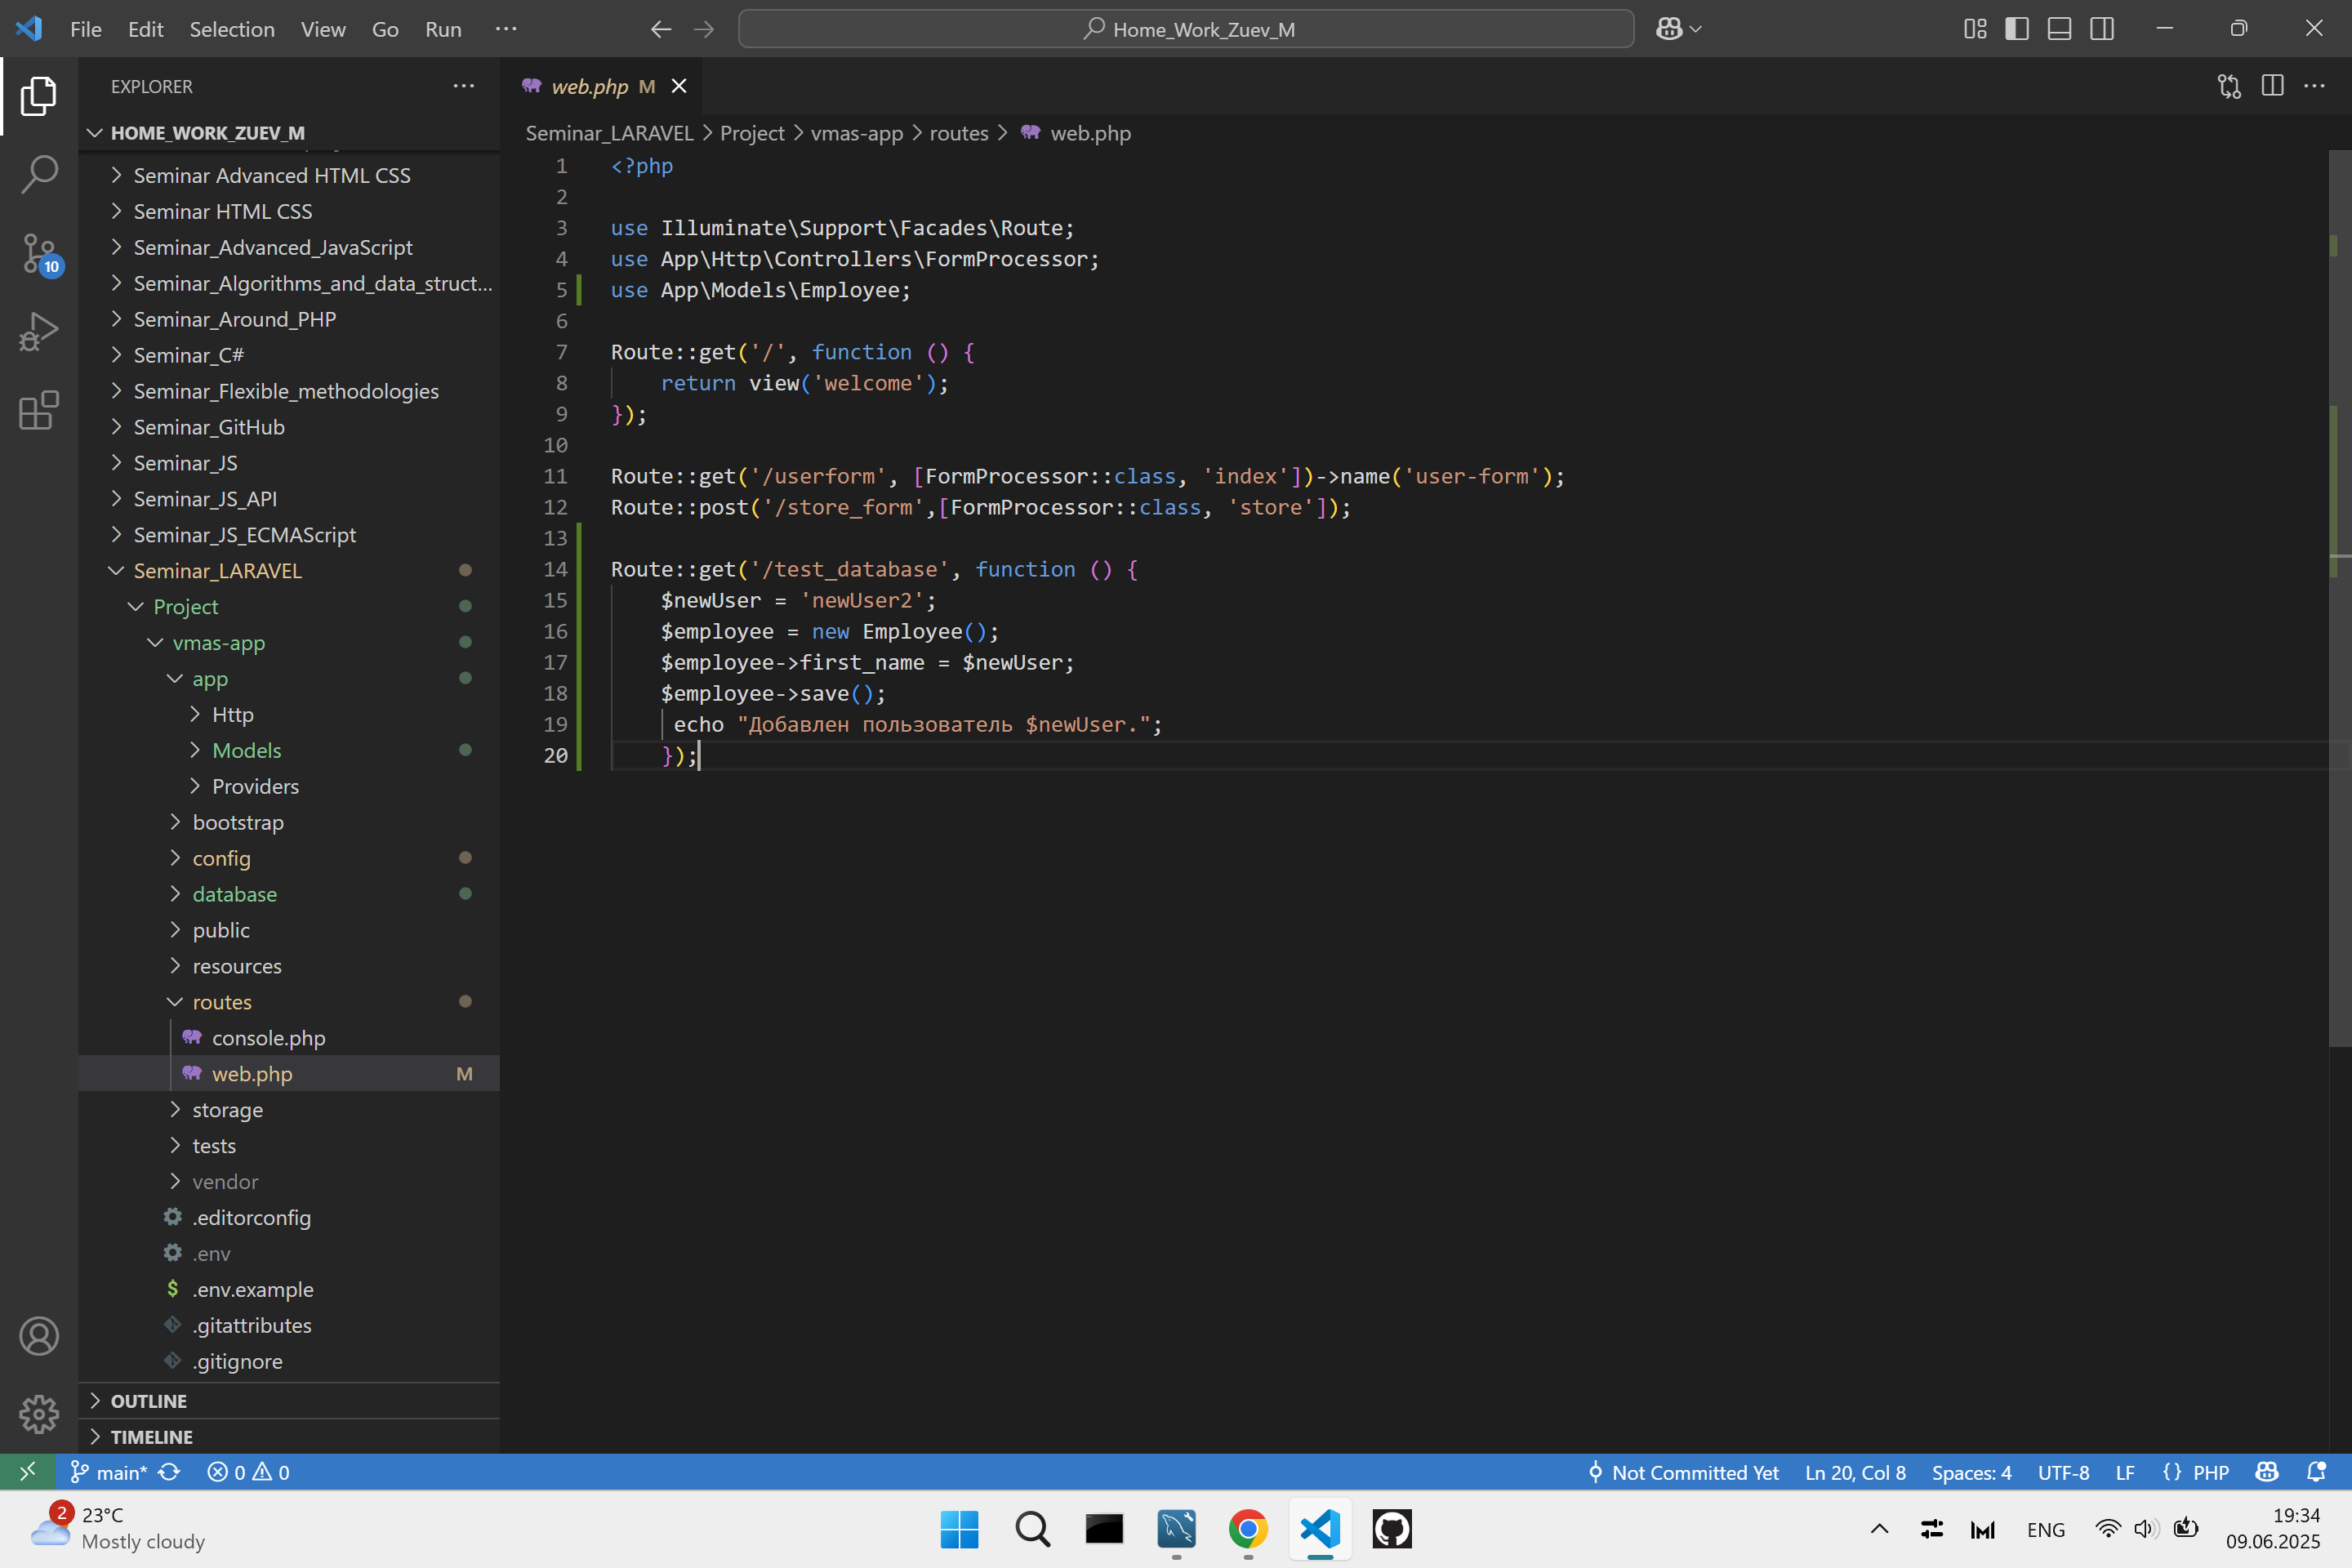 File Edit Selection View Go Run ···
Home_Work_Zuev_M
EXPLORER
HOME_WORK_ZUEV_M
Seminar Advanced HTML CSS
Seminar HTML CSS
Seminar_Advanced_JavaScript
Seminar_Algorithms_and_data_struct...
Seminar_Around_PHP
Seminar_C#
Seminar_Flexible_methodologies
Seminar_GitHub
Seminar_JS
Seminar_JS_API
Seminar_JS_ECMAScript
Seminar_LARAVEL
Project
vmas-app
app
Http
Models
Providers
bootstrap
config
database
public
resources
routes
console.php
web.php M
storage
tests
vendor
.editorconfig
.env
.env.example
.gitattributes
.gitignore
OUTLINE
TIMELINE
10
web.php M
Seminar_LARAVEL > Project > vmas-app > routes > web.php
1 <?php
2
3 use Illuminate\Support\Facades\Route;
4 use App\Http\Controllers\FormProcessor;
5 use App\Models\Employee;
6
7 Route::get('/', function () {
8     return view('welcome');
9 });
10
11 Route::get('/userform', [FormProcessor::class, 'index'])->name('user-form');
12 Route::post('/store_form',[FormProcessor::class, 'store']);
13
14 Route::get('/test_database', function () {
15     $newUser = 'newUser2';
16     $employee = new Employee();
17     $employee->first_name = $newUser;
18     $employee->save();
19      echo "Добавлен пользователь $newUser.";
20     });
main* 0 0 Not Committed Yet Ln 20, Col 8 Spaces: 4 UTF-8 LF {} PHP
2 23°C
Mostly cloudy
ENG
19:34
09.06.2025